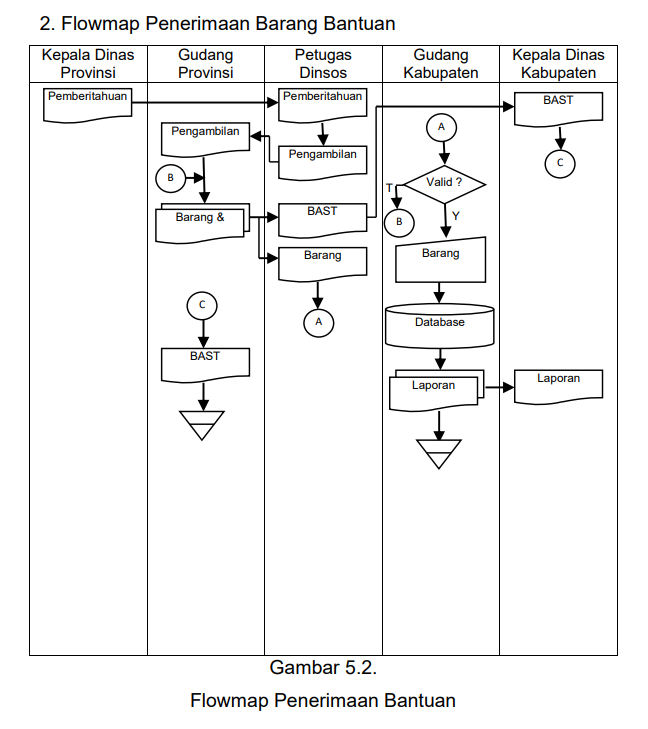 2. Flowmap Penerimaan Barang Bantuan
Kepala Dinas
Provinsi
Gudang
Provinsi
Petugas
Dinsos
Gudang
Kabupaten
Kepala Dinas
Kabupaten
Pemberitahuan
Pemberitahuan
BAST
A
Pengambilan
Pengambilan
C
B
T
Valid ?
Barang &
BAST
B
Y
Barang
Barang
C
A
Database
BAST
Laporan
Laporan
Gambar 5.2.
Flowmap Penerimaan Bantuan